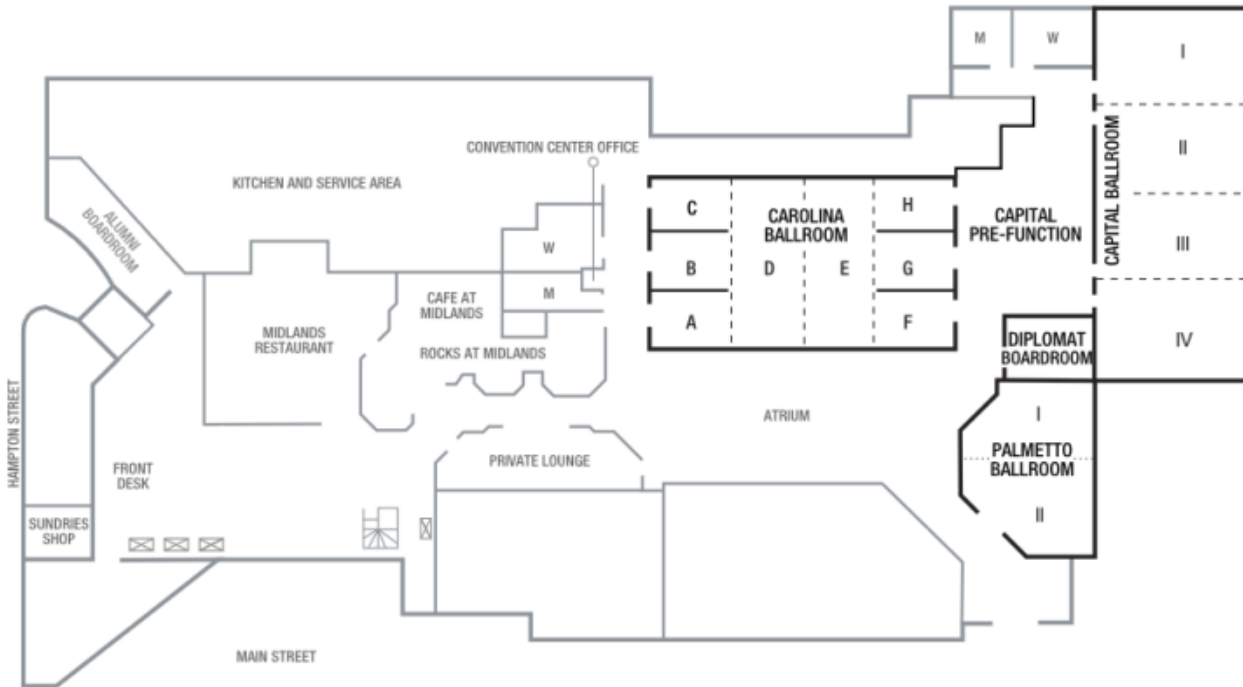 M
W
I
CONVENTION CENTER OFFICE
CAPITAL BALLROOM
II
KITCHEN AND SERVICE AREA
ALUMNI
BOARDROOM
C
CAROLINA
BALLROOM
H
CAPITAL
PRE-FUNCTION
W
III
B
D
E
G
M
CAFE AT
MIDLANDS
A
F
MIDLANDS
RESTAURANT
ROCKS AT MIDLANDS
DIPLOMAT
BOARDROOM
IV
HAMPTON STREET
ATRIUM
I
PALMETTO
BALLROOM
II
PRIVATE LOUNGE
FRONT
DESK
SUNDRIES
SHOP
MAIN STREET